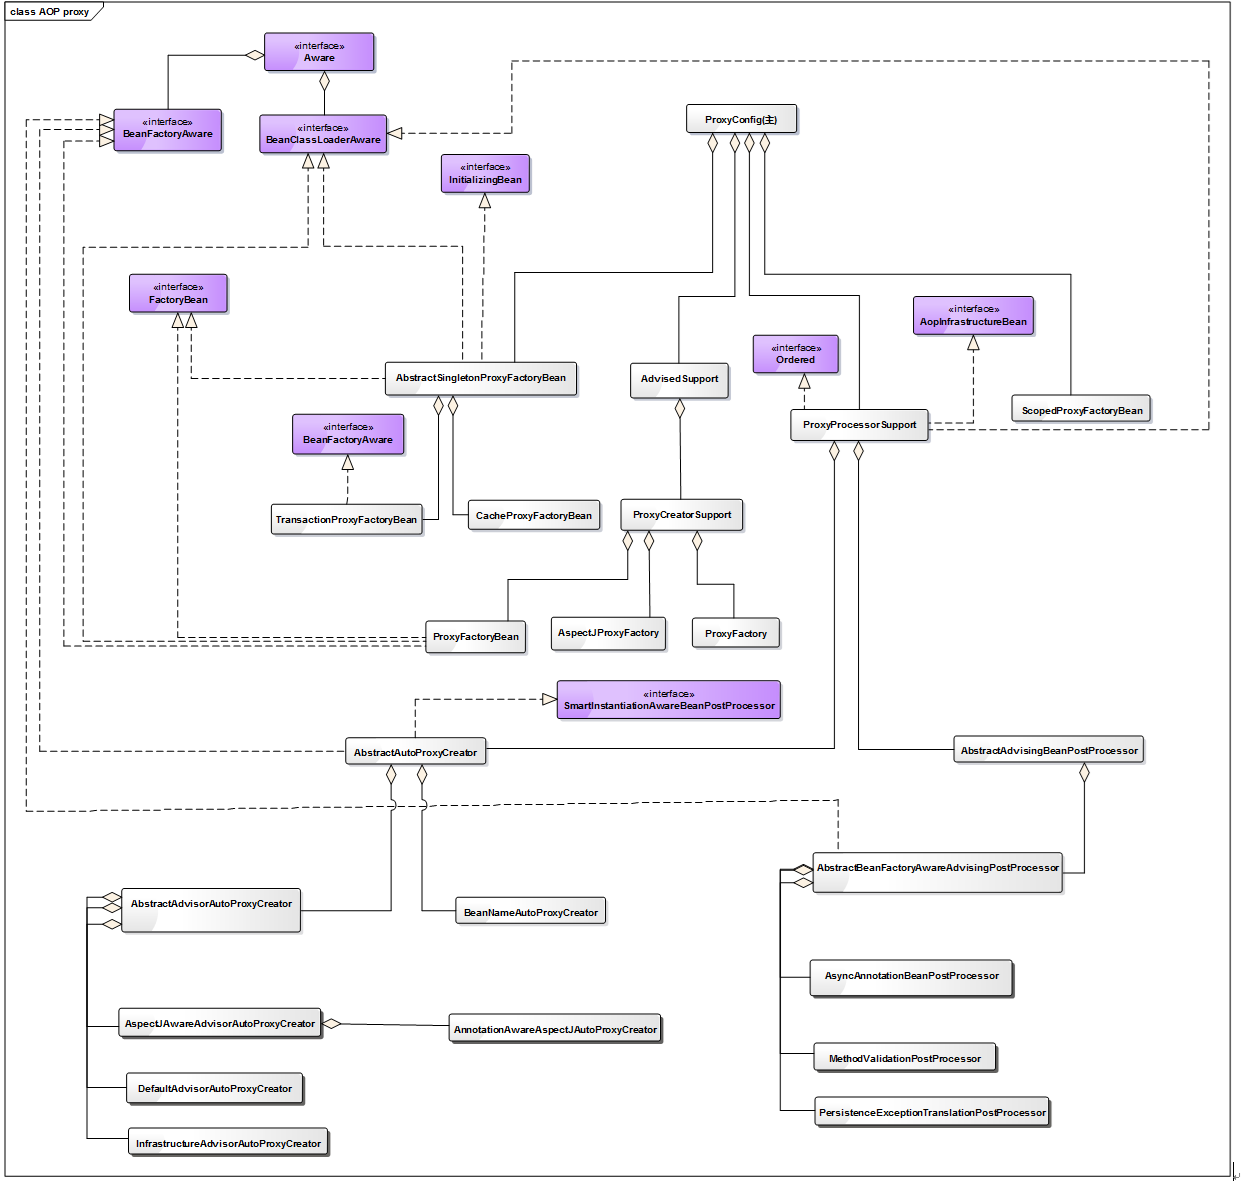 class AOP proxy
«interface»
Aware
«interface»
BeanFactoryAware
«interface»
BeanClassLoaderAware
ProxyConfig(主)
«interface»
InitializingBean
«interface»
FactoryBean
«interface»
AopInfrastructureBean
«interface»
Ordered
AbstractSingletonProxyFactoryBean
AdvisedSupport
ScopedProxyFactoryBean
ProxyProcessorSupport
«interface»
BeanFactoryAware
TransactionProxyFactoryBean
CacheProxyFactoryBean
ProxyCreatorSupport
ProxyFactoryBean
AspectJProxyFactory
ProxyFactory
«interface»
SmartInstantiationAwareBeanPostProcessor
AbstractAutoProxyCreator
AbstractAdvisingBeanPostProcessor
AbstractBeanFactoryAwareAdvisingPostProcessor
AbstractAdvisorAutoProxyCreator
BeanNameAutoProxyCreator
AsyncAnnotationBeanPostProcessor
AspectJAwareAdvisorAutoProxyCreator
AnnotationAwareAspectJAutoProxyCreator
MethodValidationPostProcessor
DefaultAdvisorAutoProxyCreator
PersistenceExceptionTranslationPostProcessor
InfrastructureAdvisorAutoProxyCreator